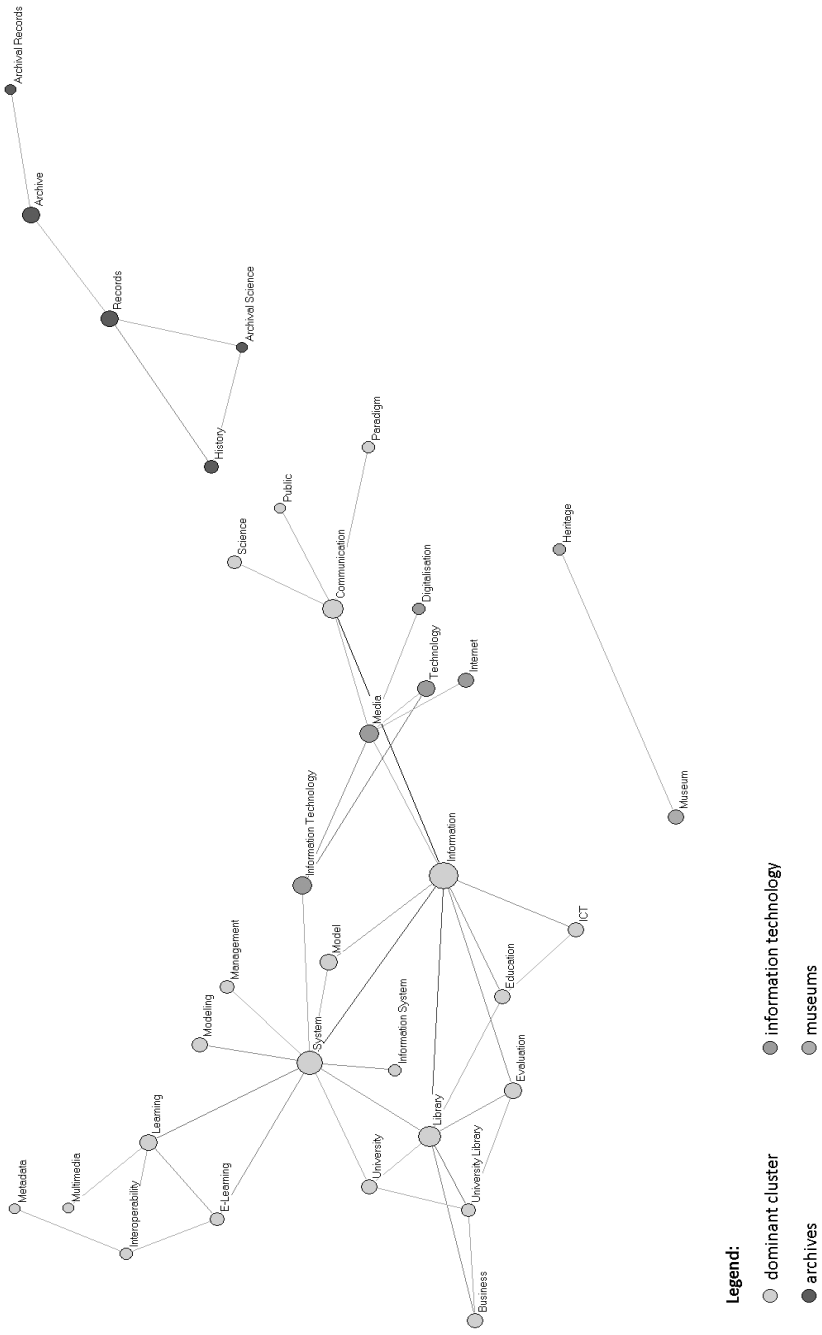 Metadata
Multimedia
Interoperability
E-Learning
Learning
Business
University Library
University
Library
Evaluation
Education
ICT
Modeling
Management
System
Information System
Model
Information Technology
Information
Media
Technology
Internet
Digitalisation
Communication
Science
Public
Paradigm
History
Archival Science
Records
Archive
Archival Records
Museum
Heritage
Legend:
dominant cluster
information technology
archives
museums